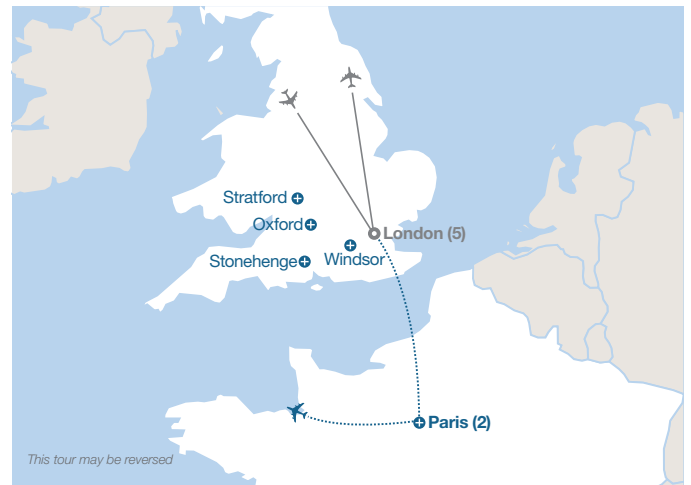 Stratford
Oxford
London (5)
Stonehenge
Windsor
Paris (2)
This tour may be reversed